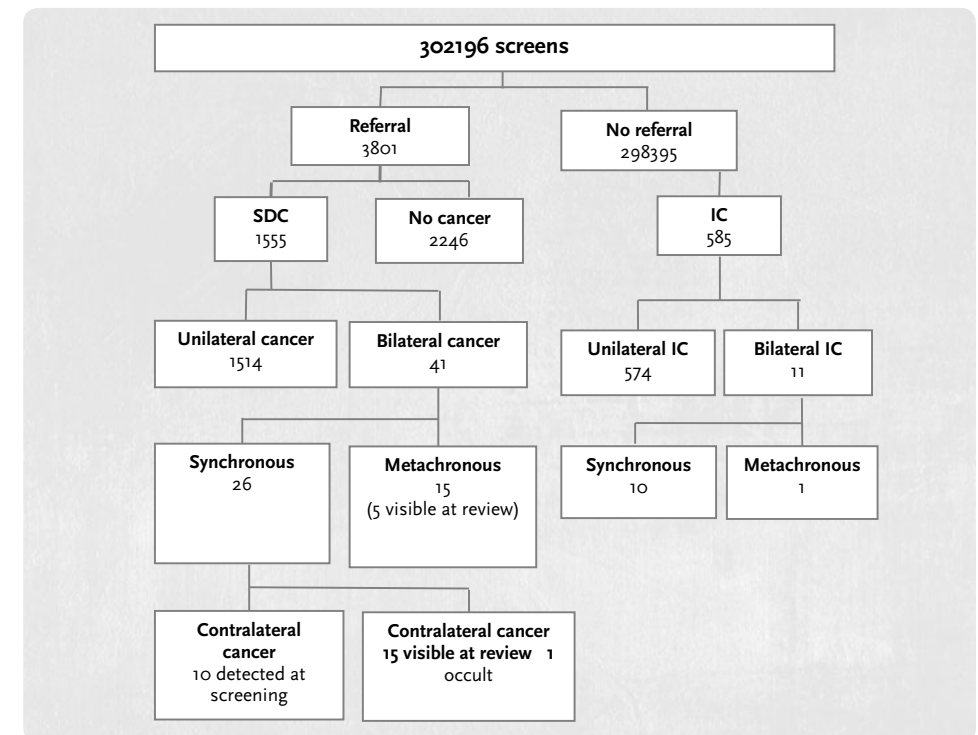 302196 screens
Referral
3801
No referral
298395
SDC
1555
No cancer
2246
IC
585
Unilateral cancer
1514
Bilateral cancer
41
Unilateral IC
574
Bilateral IC
11
Synchronous
26
Metachronous
15
(5 visible at review)
Synchronous
10
Metachronous
1
Contralateral
cancer
10 detected at
screening
Contralateral cancer
15 visible at review 1
occult